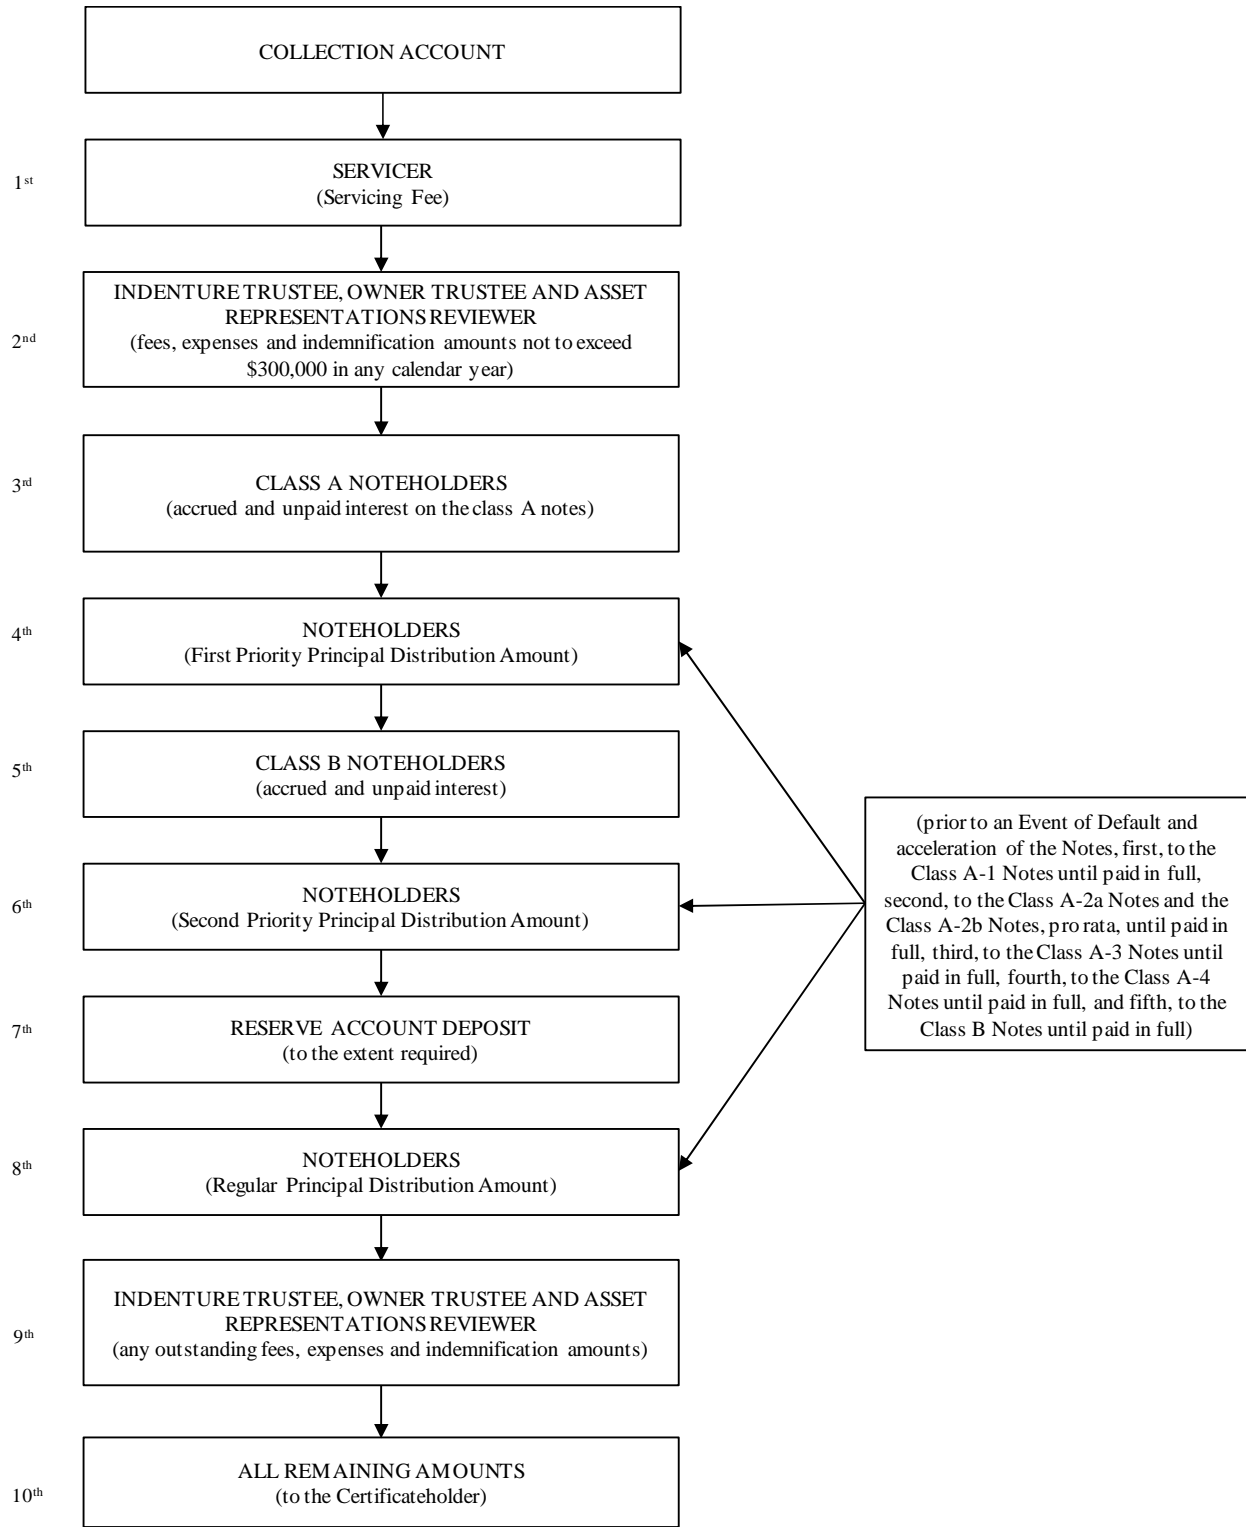 COLLECTION ACCOUNT
1st
SERVICER
(Servicing Fee)
2nd
INDENTURE TRUSTEE, OWNER TRUSTEE AND ASSET
REPRESENTATIONS REVIEWER
(fees, expenses and indemnification amounts not to exceed
$300,000 in any calendar year)
3rd
CLASS A NOTEHOLDERS
(accrued and unpaid interest on the class A notes)
4th
NOTEHOLDERS
(First Priority Principal Distribution Amount)
5th
CLASS B NOTEHOLDERS
(accrued and unpaid interest)
6th
NOTEHOLDERS
(Second Priority Principal Distribution Amount)
7th
RESERVE ACCOUNT DEPOSIT
(to the extent required)
8th
NOTEHOLDERS
(Regular Principal Distribution Amount)
9th
INDENTURE TRUSTEE, OWNER TRUSTEE AND ASSET
REPRESENTATIONS REVIEWER
(any outstanding fees, expenses and indemnification amounts)
10th
ALL REMAINING AMOUNTS
(to the Certificateholder)
(prior to an Event of Default and
acceleration of the Notes, first, to the
Class A-1 Notes until paid in full,
second, to the Class A-2a Notes and the
Class A-2b Notes, pro rata, until paid in
full, third, to the Class A-3 Notes until
paid in full, fourth, to the Class A-4
Notes until paid in full, and fifth, to the
Class B Notes until paid in full)